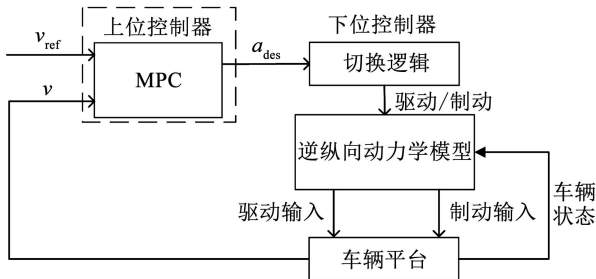 上位控制器
下位控制器
v_ref
v
MPC
a_des
切换逻辑
驱动/制动
逆纵向动力学模型
驱动输入
制动输入
车辆
状态
车辆平台